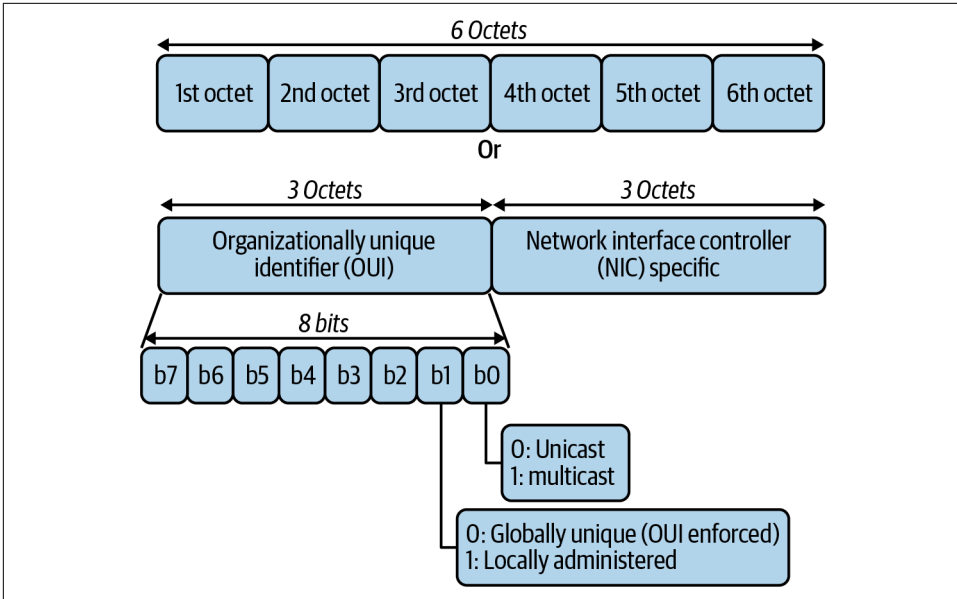 6 Octets
1st octet 2nd octet 3rd octet 4th octet 5th octet 6th octet
Or
3 Octets 3 Octets
Organizationally unique
identifier (OUI)
Network interface controller
(NIC) specific
8 bits
b7 b6 b5 b4 b3 b2 b1 b0
0: Unicast
1: multicast
0: Globally unique (OUI enforced)
1: Locally administered